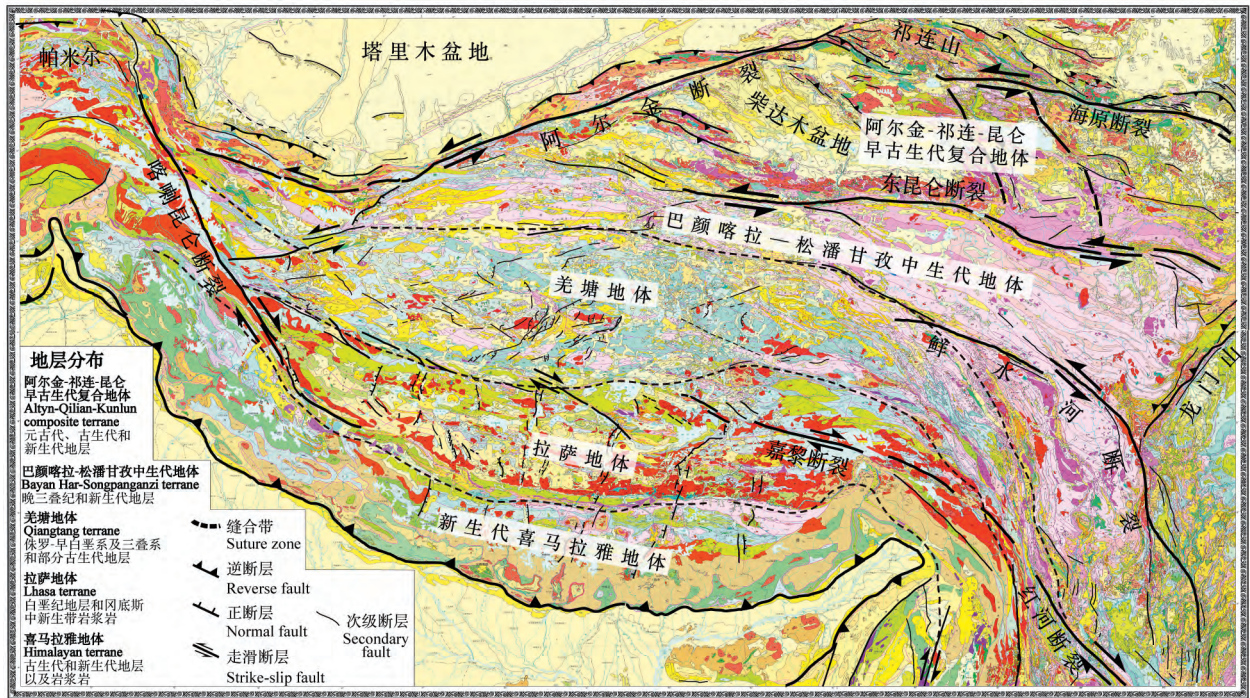 帕米尔
塔里木盆地
祁连山
阿尔金断裂
柴达木盆地
海原断裂
阿尔金-祁连-昆仑
早古生代复合地体
东昆仑断裂
喀喇昆仑断裂
巴颜喀拉—松潘甘孜中生代地体
羌塘地体
鲜水河断裂
龙门山
拉萨地体
嘉黎断裂
新生代喜马拉雅地体
红河断裂
地层分布
阿尔金-祁连-昆仑
早古生代复合地体
Altyn-Qilian-Kunlun
composite terrane
元古代、古生代和
新生代地层
巴颜喀拉-松潘甘孜中生代地体
Bayan Har-Songpanganzi terrane
晚三叠纪和新生代地层
羌塘地体
Qiangtang terrane
侏罗-早白垩系及三叠系
和部分古生代地层
拉萨地体
Lhasa terrane
白垩纪地层和冈底斯
中新生带岩浆岩
喜马拉雅地体
Himalayan terrane
古生代和新生代地层
以及岩浆岩
缝合带
Suture zone
逆断层
Reverse fault
正断层
Normal fault
走滑断层
Strike-slip fault
次级断层
Secondary
fault